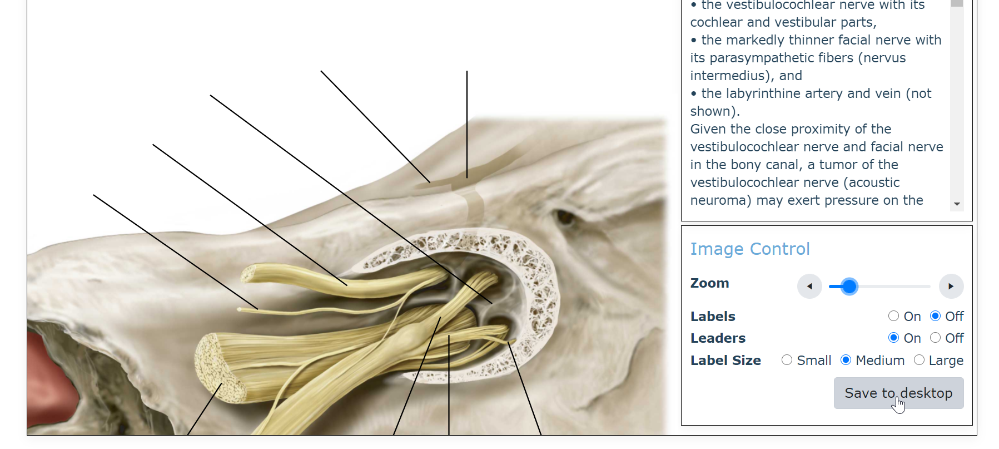 • the vestibulocochlear nerve with its
cochlear and vestibular parts,
• the markedly thinner facial nerve with
its parasympathetic fibers (nervus
intermedius), and
• the labyrinthine artery and vein (not
shown).
Given the close proximity of the
vestibulocochlear nerve and facial nerve
in the bony canal, a tumor of the
vestibulocochlear nerve (acoustic
neuroma) may exert pressure on the
Image Control
Zoom
Labels On Off
Leaders On Off
Label Size Small Medium Large
Save to desktop